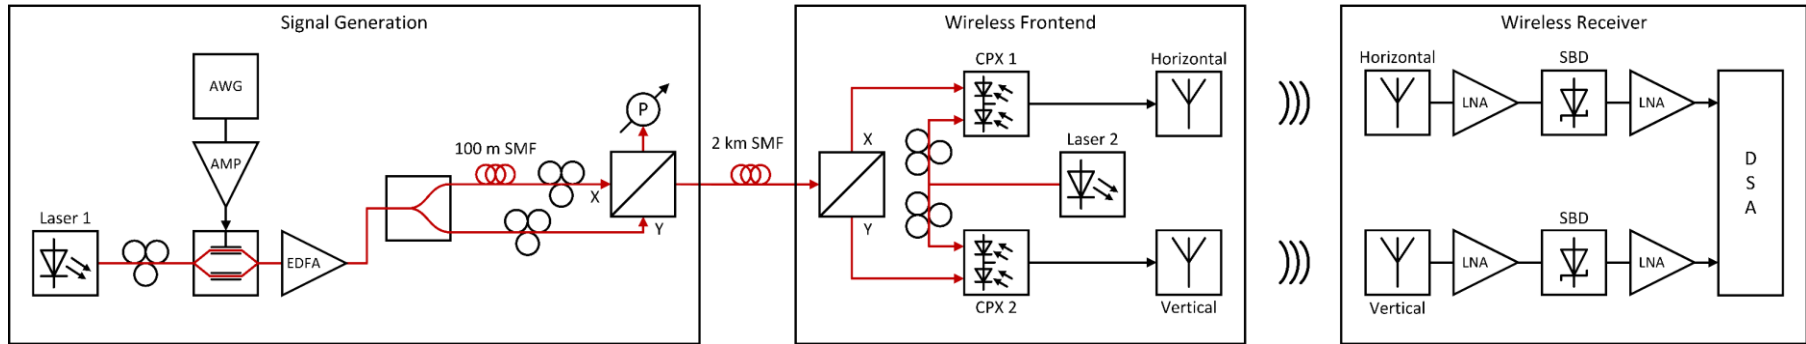 Signal Generation
AWG
AMP
Laser 1
EDFA
100 m SMF
P
X
Y
2 km SMF
Wireless Frontend
X
Y
CPX 1
Laser 2
CPX 2
Horizontal
Vertical
Wireless Receiver
Horizontal
LNA
SBD
LNA
Vertical
LNA
SBD
LNA
D
S
A